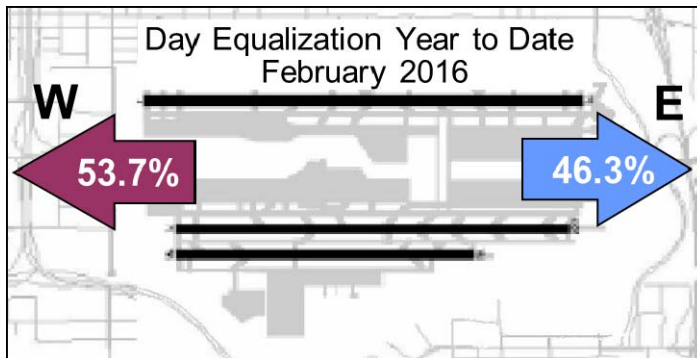 Day Equalization Year to Date
February 2016
W
E
53.7%
46.3%